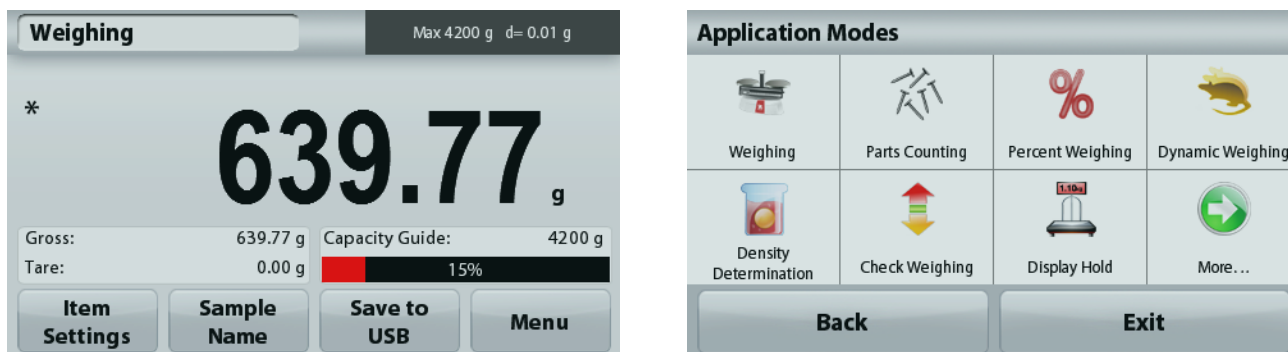 Weighing
Max 4200 g d= 0.01 g
*
639.77 g
Gross: 639.77 g
Tare: 0.00 g
Capacity Guide: 4200 g
15%
Item Settings
Sample Name
Save to USB
Menu
Application Modes
Weighing
Parts Counting
Percent Weighing
Dynamic Weighing
%
1.10kg
Density Determination
Check Weighing
Display Hold
More...
Back
Exit